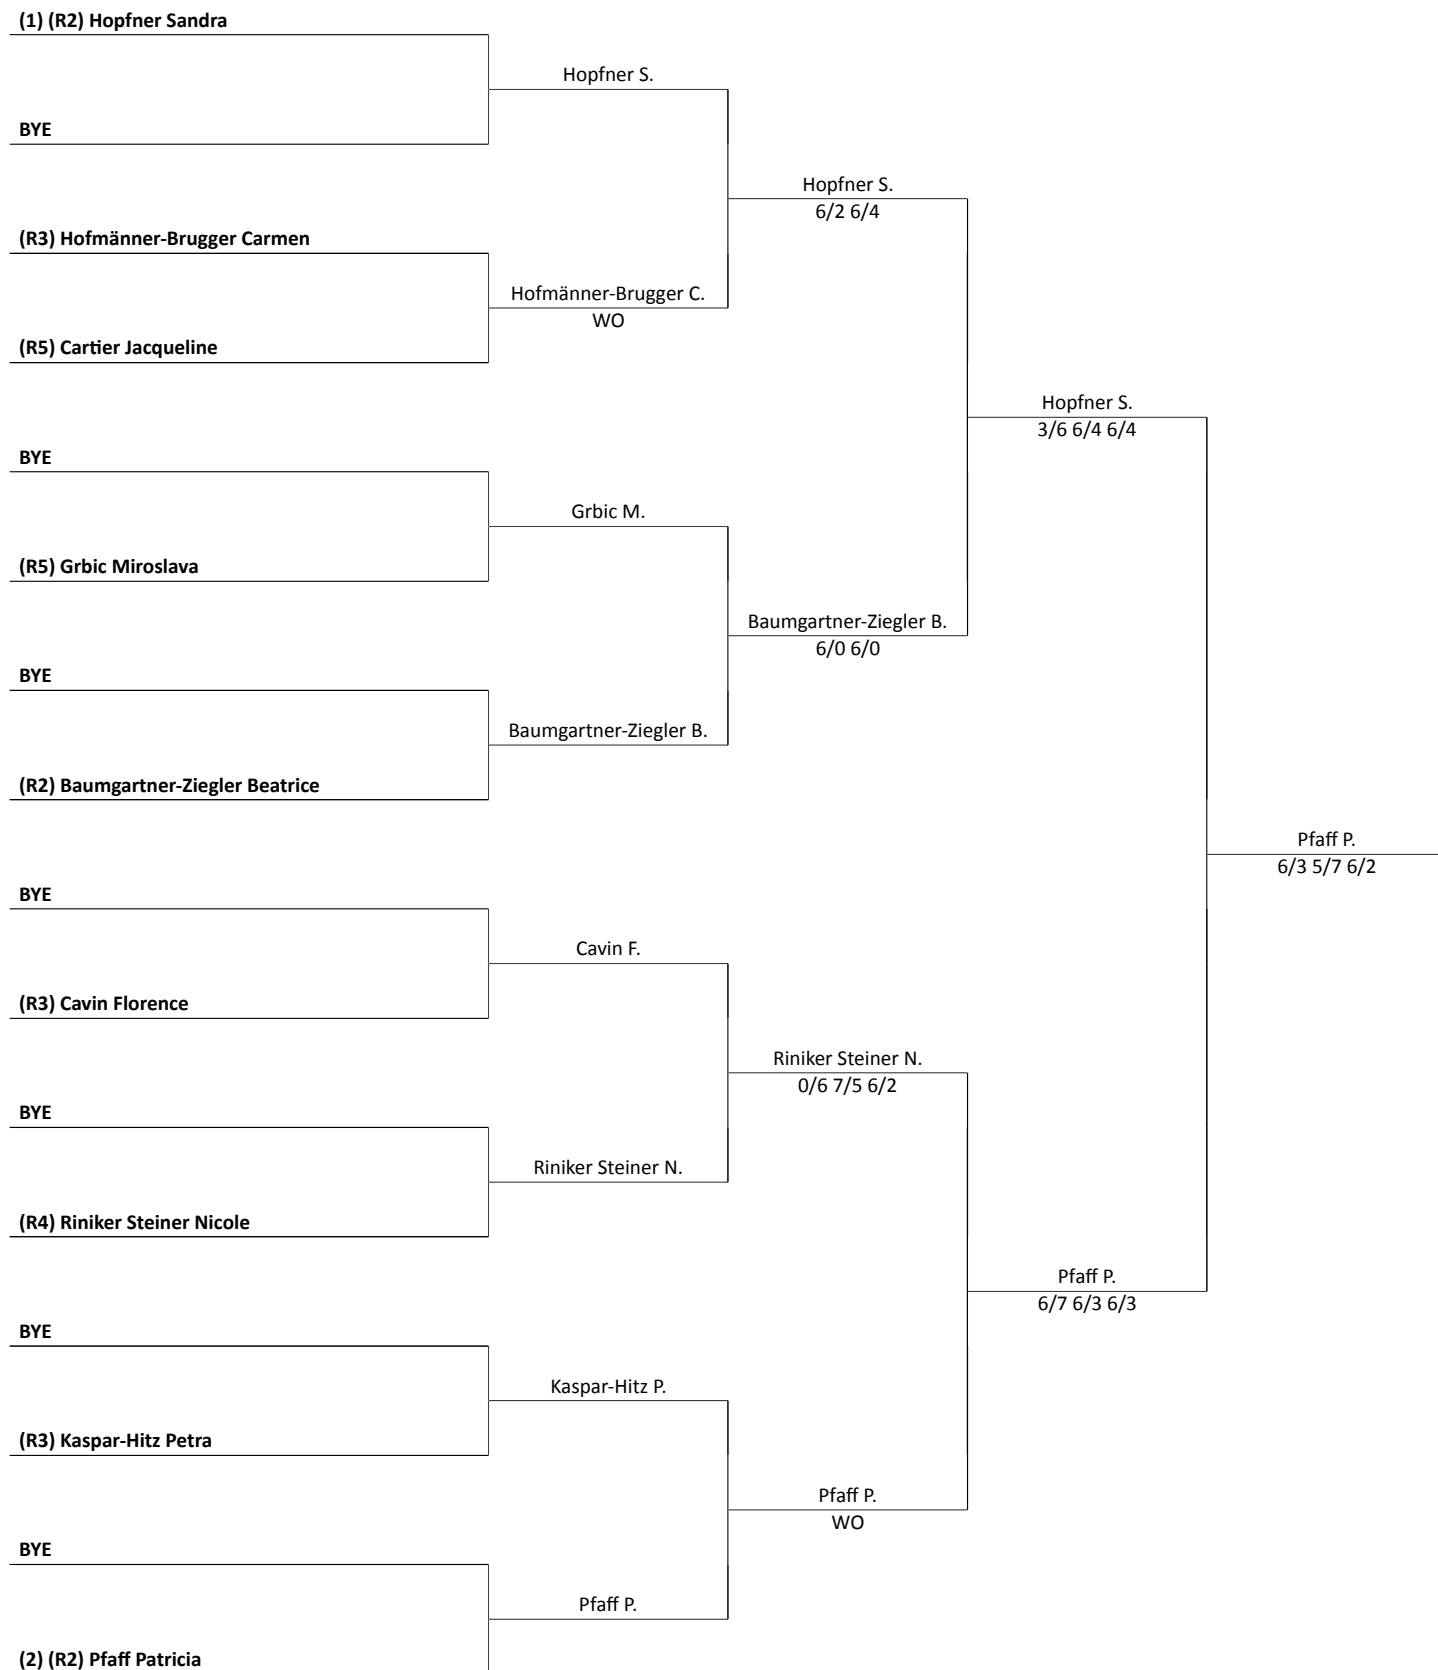 (1) (R2) Hopfner Sandra
Hopfner S.
BYE
Hopfner S.
6/2 6/4
(R3) Hofmänner-Brugger Carmen
Hofmänner-Brugger C.
WO
(R5) Cartier Jacqueline
Hopfner S.
3/6 6/4 6/4
BYE
Grbic M.
(R5) Grbic Miroslava
Baumgartner-Ziegler B.
6/0 6/0
BYE
Baumgartner-Ziegler B.
(R2) Baumgartner-Ziegler Beatrice
Pfaff P.
6/3 5/7 6/2
BYE
Cavin F.
(R3) Cavin Florence
Riniker Steiner N.
0/6 7/5 6/2
BYE
Riniker Steiner N.
(R4) Riniker Steiner Nicole
Pfaff P.
6/7 6/3 6/3
BYE
Kaspar-Hitz P.
(R3) Kaspar-Hitz Petra
Pfaff P.
WO
BYE
Pfaff P.
(2) (R2) Pfaff Patricia